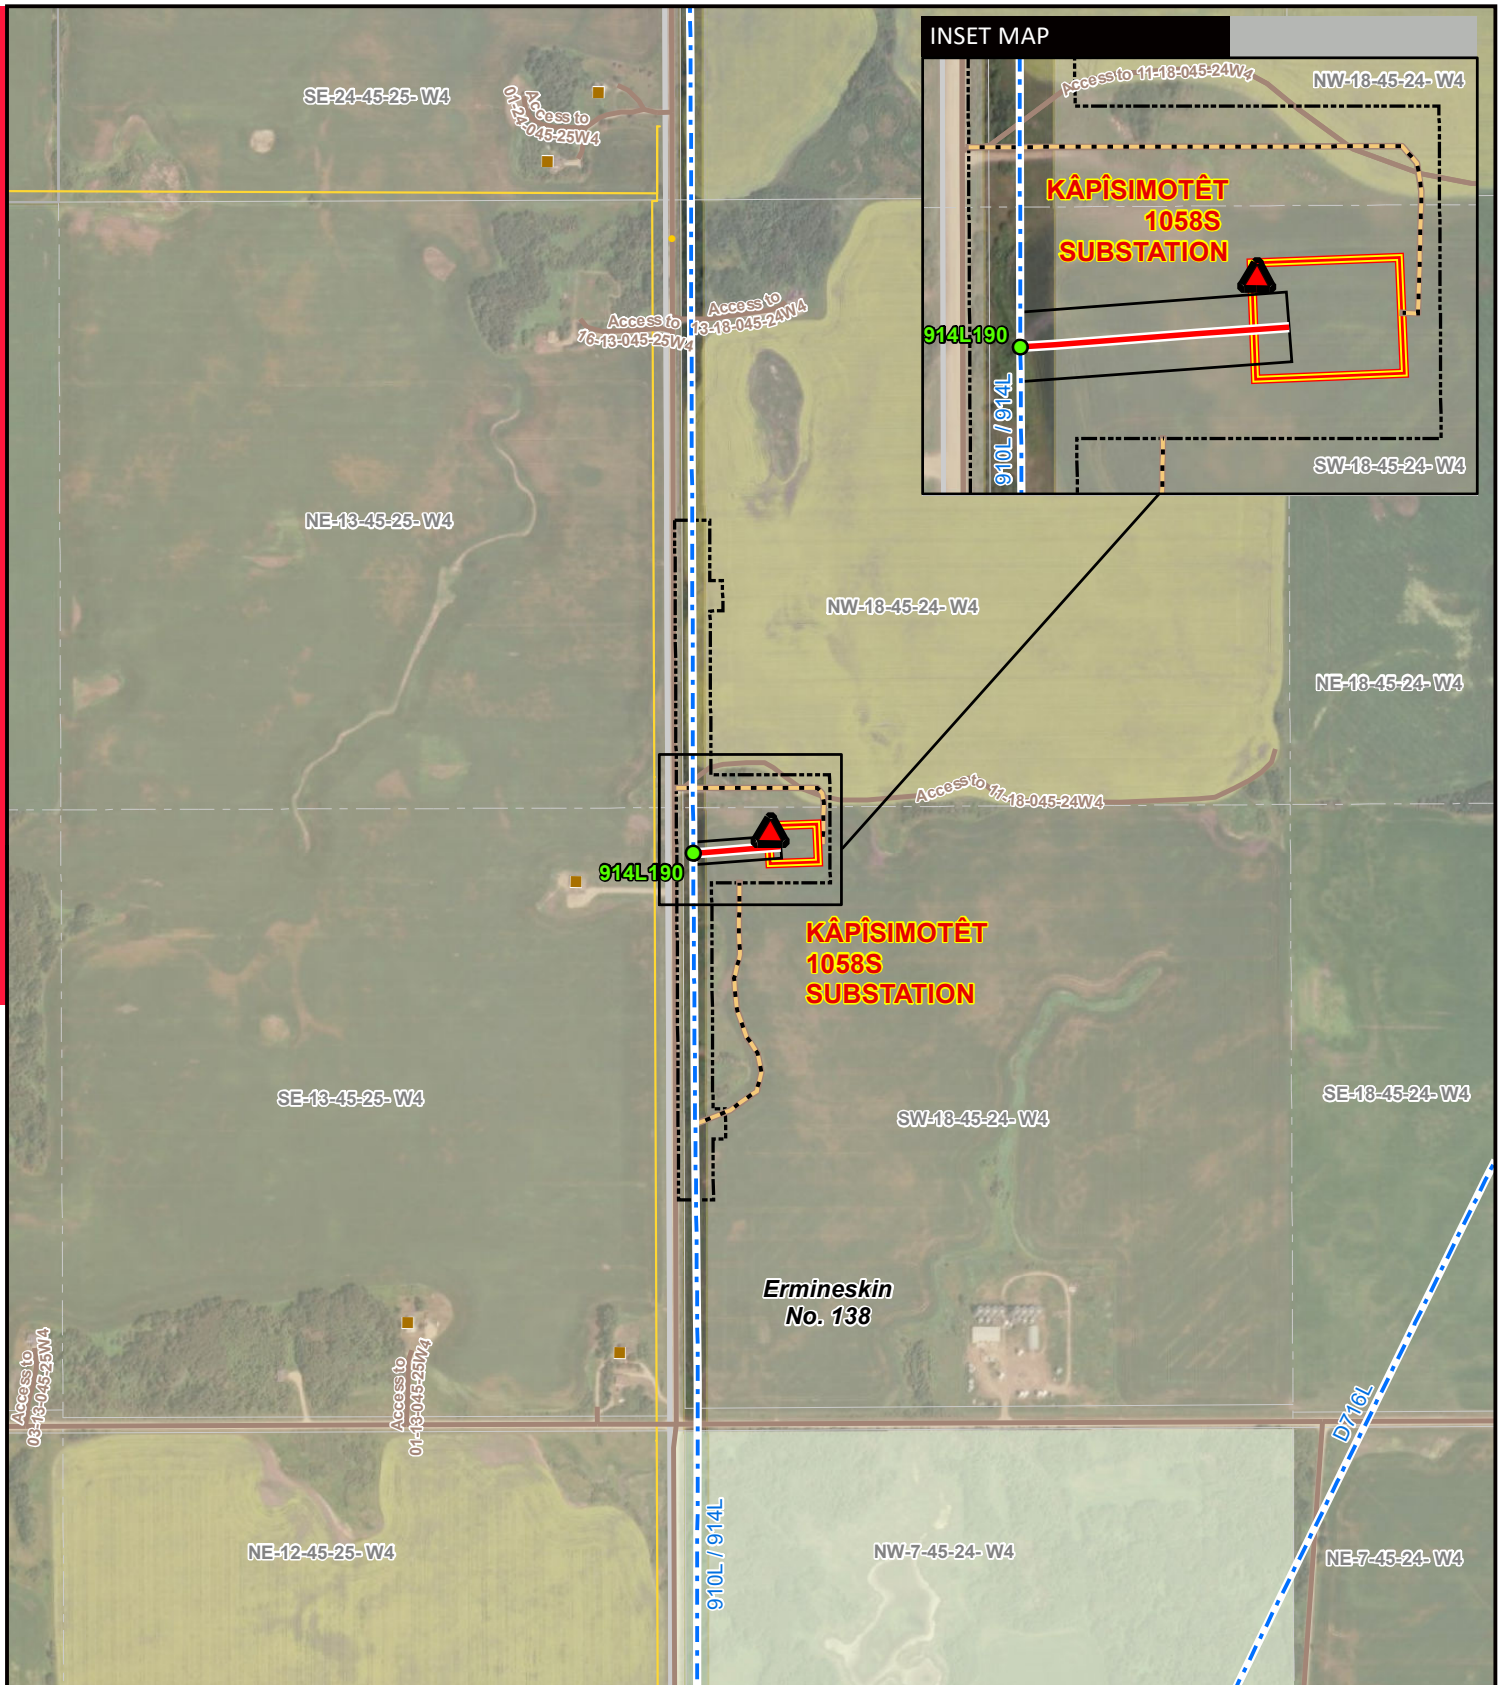 INSET MAP
Access to 11-18-045-24W4
NW-18-45-24- W4
KÂPÎSIMOTÊT
1058S
SUBSTATION
914L190
910L / 914L
SW-18-45-24- W4
SE-24-45-25- W4
Access to
01-24-045-25W4
Access to
16-13-045-25W4
Access to
13-18-045-24W4
NE-13-45-25- W4
NW-18-45-24- W4
NE-18-45-24- W4
Access to 11-18-045-24W4
914L190
KÂPÎSIMOTÊT
1058S
SUBSTATION
SE-13-45-25- W4
SW-18-45-24- W4
SE-18-45-24- W4
Ermineskin
No. 138
Access to
03-13-045-25W4
Access to
01-13-045-25W4
D716L
910L / 914L
NE-12-45-25- W4
NW-7-45-24- W4
NE-7-45-24- W4